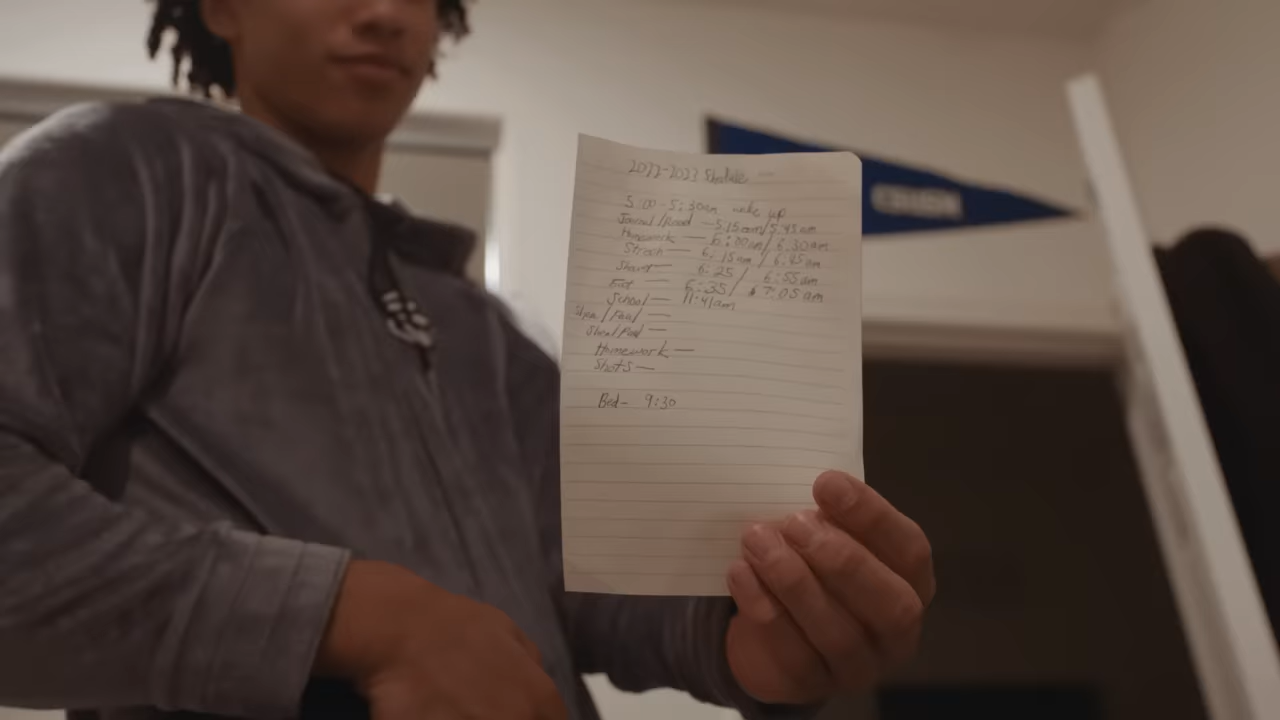 2022-2023
5:00-5:30am wake up
Journal/Read — 5:15am/5:45am
Homework — 6:00am/6:30am
Strech — 6:15am/6:45am
Shower — 6:25/6:55am
Eat — 6:35/7:05am
School — 11:41am
Homework —
Shots —
Bed- 9:30